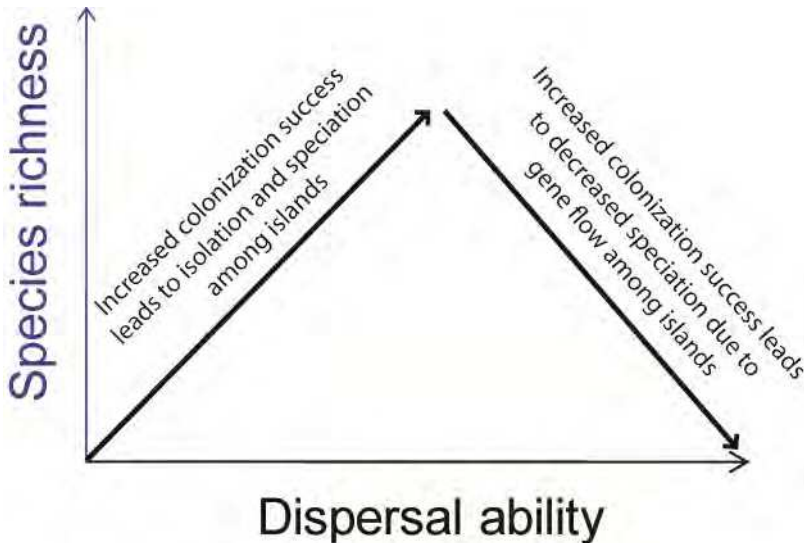 Species richness
Increased colonization success
leads to isolation and speciation
among islands
Increased colonization success leads
to decreased speciation due to
gene flow among islands
Dispersal ability